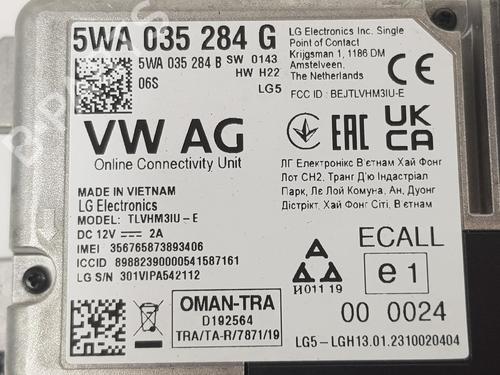 5WA 035 284 G
5WA 035 284 B SW 0143
06S HW H22
LG5
LG Electronics Inc. Single
Point of Contact
Krijgsman 1, 1186 DM
Amstelveen,
The Netherlands
FCC ID : BEJTLVHM3IU-E
VW AG
Online Connectivity Unit
EAC
UK
CA
ЛГ Електронікс В'єтнам Хай Фонг
Лот СН2, Транг Д'ю Індастріал
Парк, Ле Лой Комуна, Ан, Дуонг
Дістрікт, Хай Фонг Сіті, В'єтнам
MADE IN VIETNAM
LG Electronics
MODEL: TLVHM3IU-E
DC 12V 2A
IMEI 356765873893406
ICCID 89882390000541587161
LG S/N 301VIPA542112
OMAN-TRA
D192564
TRA/TA-R/7871/19
И011 19
ECALL
e 1
00 0024
LG5-LGH13.01.2310020404